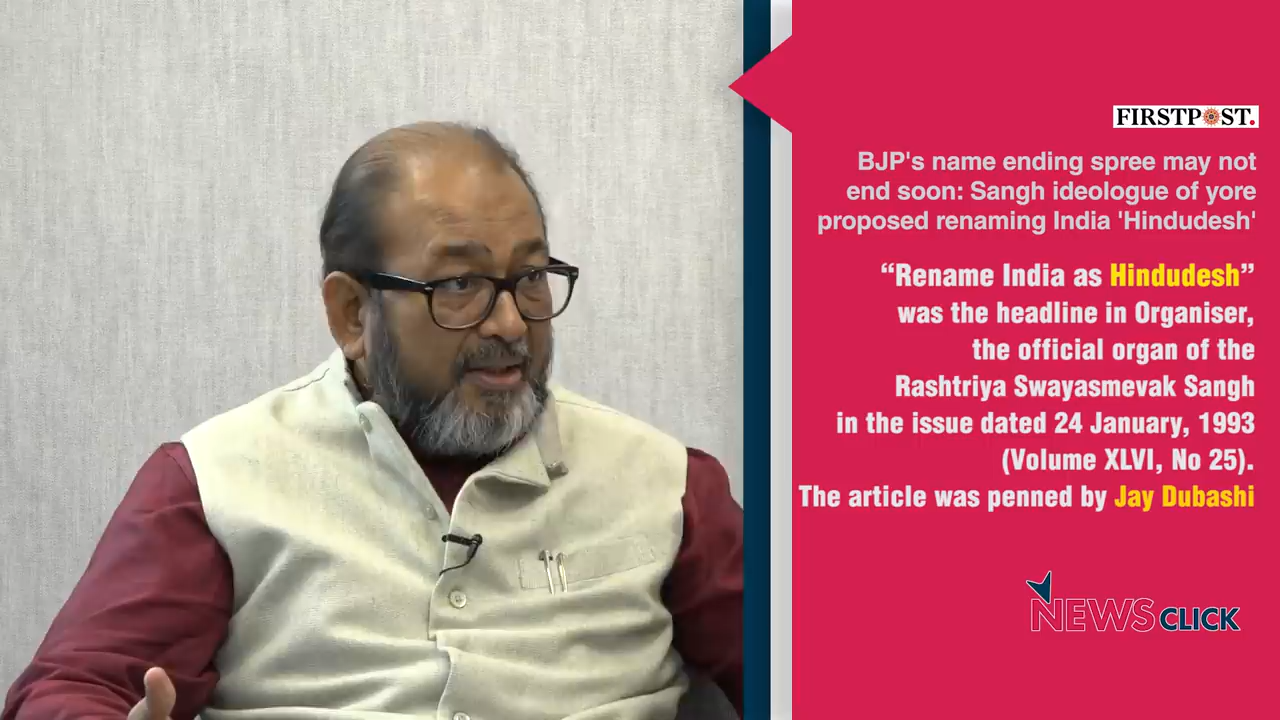 FIRSTPOST.
BJP's name ending spree may not
end soon: Sangh ideologue of yore
proposed renaming India 'Hindudesh'
“Rename India as Hindudesh”
was the headline in Organiser,
the official organ of the
Rashtriya Swayasmevak Sangh
in the issue dated 24 January, 1993
(Volume XLVI, No 25).
The article was penned by Jay Dubashi
NEWSCLICK